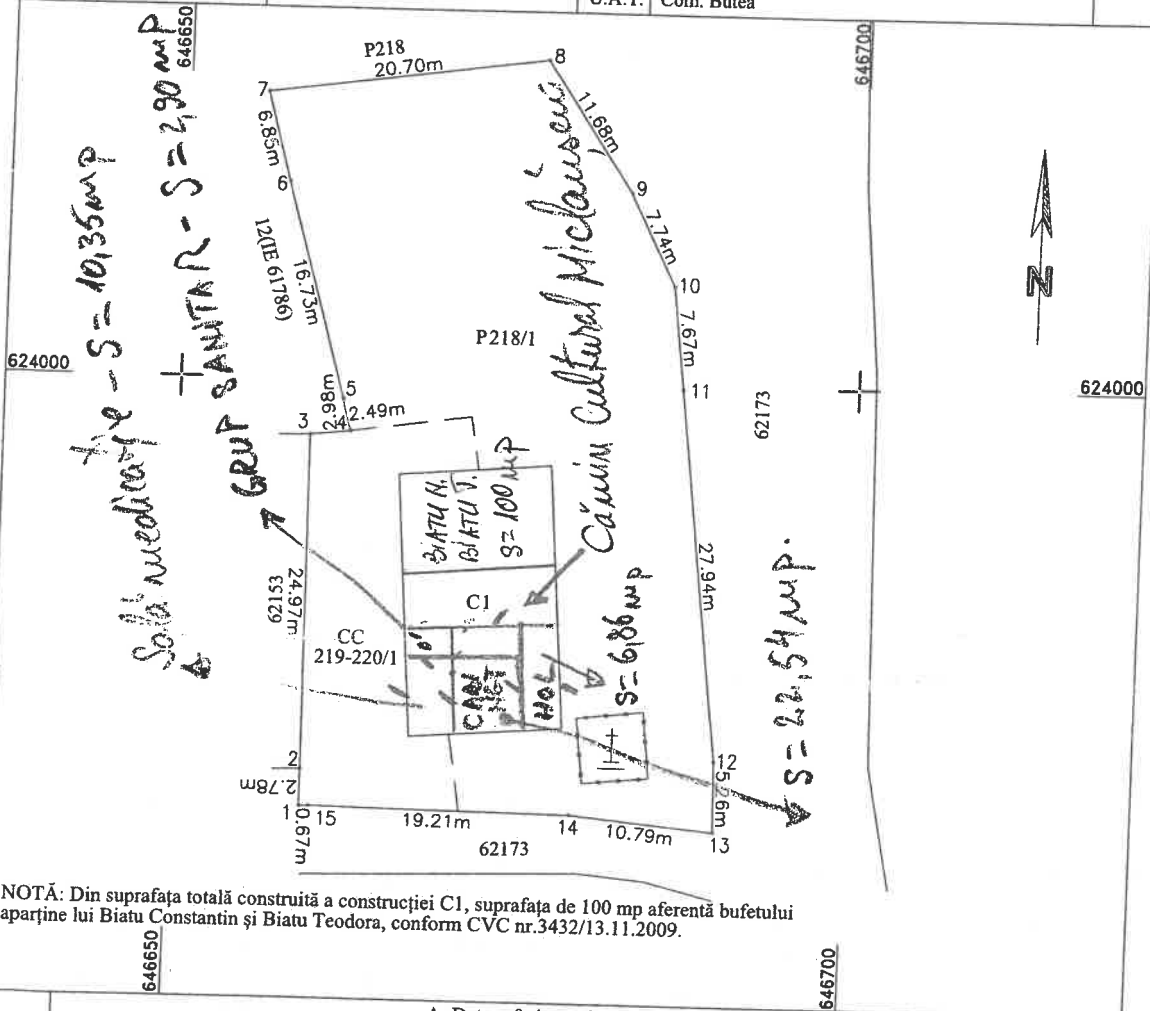 U.A.T. Com. Butea
646650
646700
P218
20.70m
7
8
6.85m
11.68m
6
9
12(IE 61786)
16.73m
7.74m
10
P218/1
7.67m
11
N
624000
624000
62173
5
2.98m
3
4
2.49m
Sală medicație - S = 10,35 mp
GRUP SANITAR - S = 2,90 mp
Cămin Cultural Miclăușeni
BIATU N.
BIATU V.
S = 100 mp
24.97m
62153
27.94m
C1
CC
219-220/1
CABINET
HOL
S = 6,86 mp
S = 22,54 mp.
2
2.78m
12
5.26m
1
0.67m
15
19.21m
14
10.79m
13
62173
NOTĂ: Din suprafața totală construită a construcției C1, suprafața de 100 mp aferentă bufetului
aparține lui Biatu Constantin și Biatu Teodora, conform CVC nr.3432/13.11.2009.
646650
646700